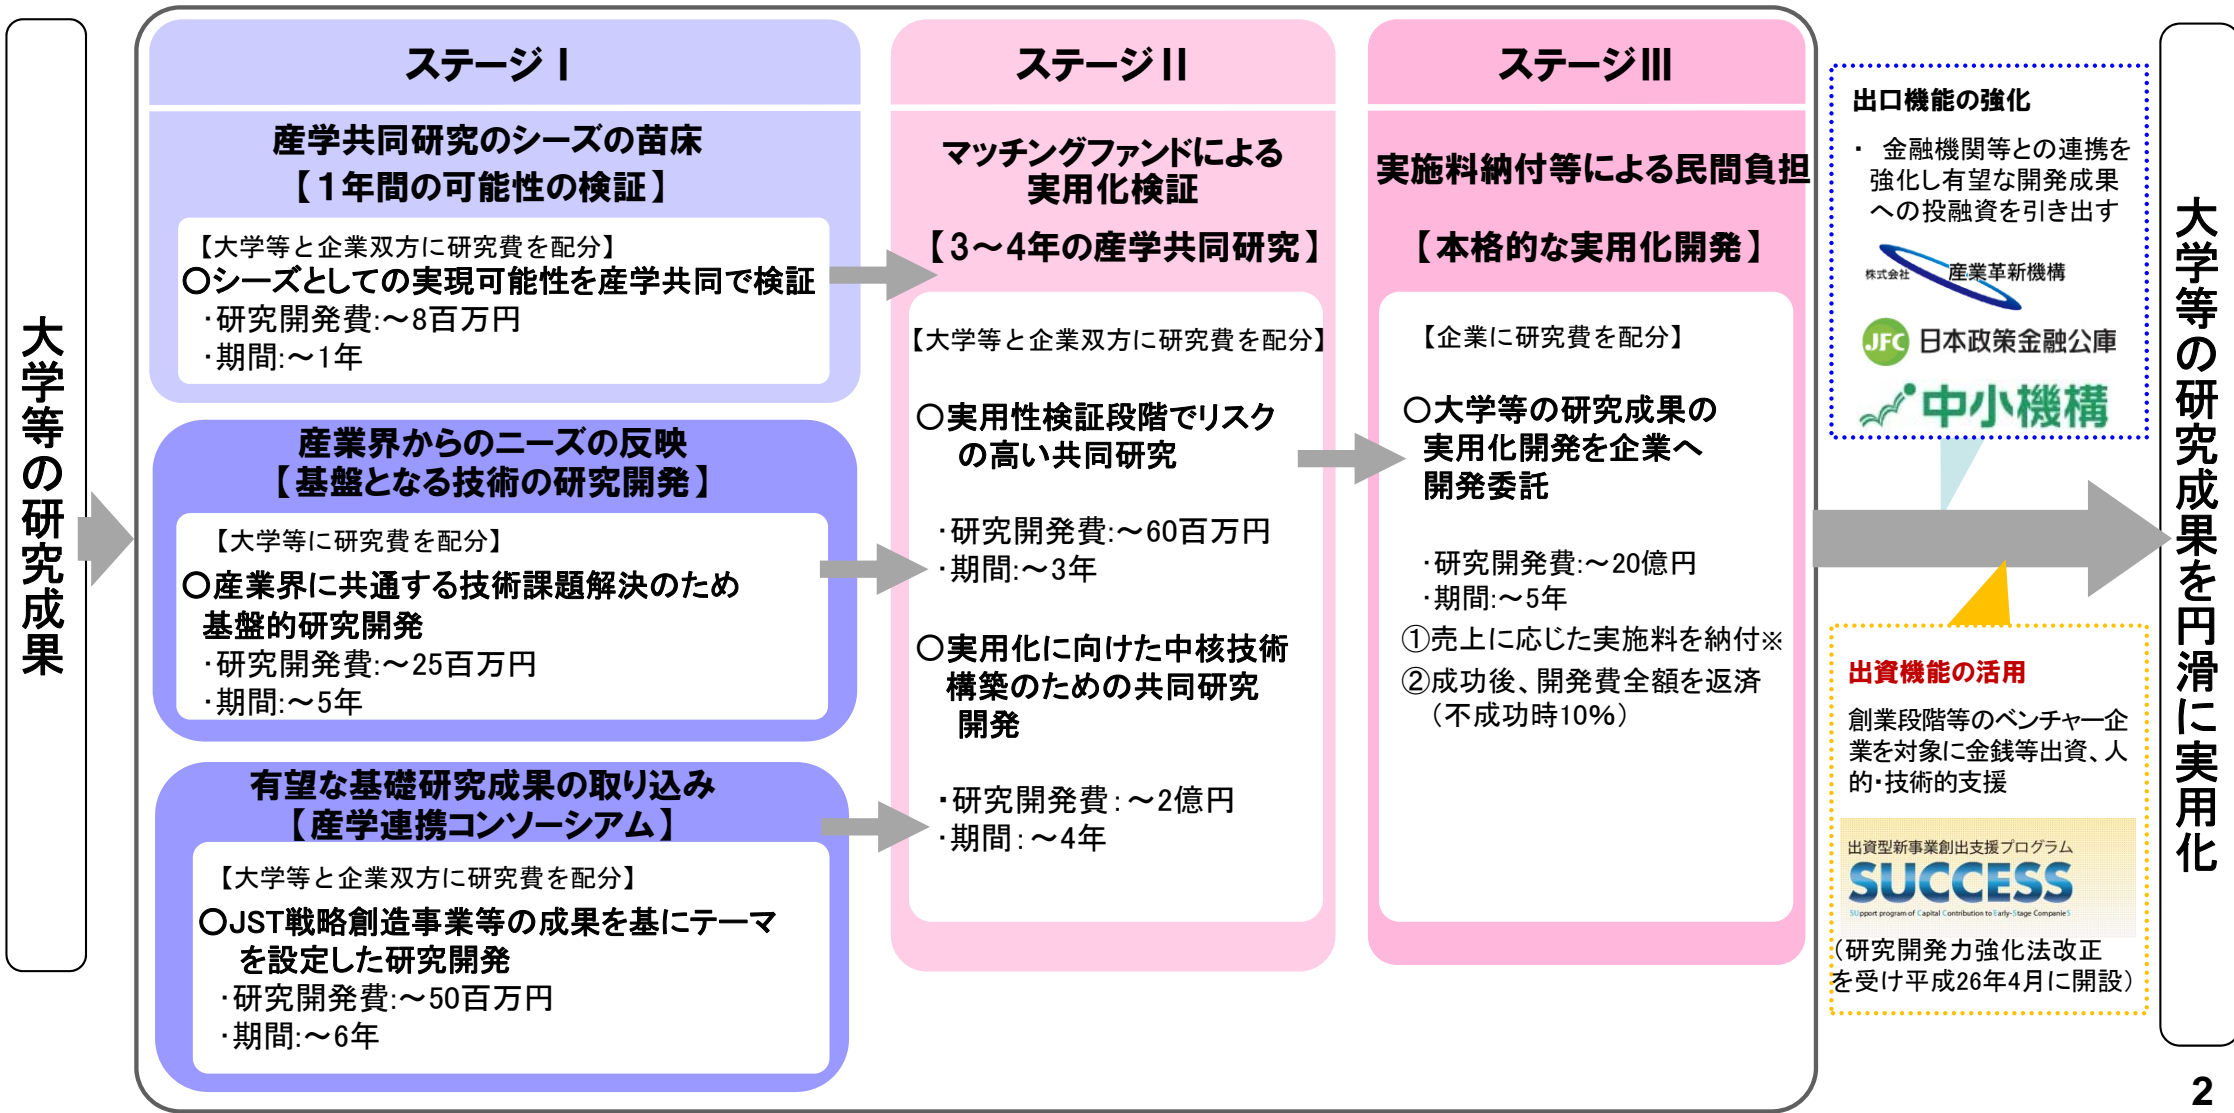 大学等の研究成果
ステージⅠ
産学共同研究のシーズの苗床
【1年間の可能性の検証】
【大学等と企業双方に研究費を配分】
○シーズとしての実現可能性を産学共同で検証
・研究開発費:～8百万円
・期間:～1年
産業界からのニーズの反映
【基盤となる技術の研究開発】
【大学等に研究費を配分】
○産業界に共通する技術課題解決のため
基盤的研究開発
・研究開発費:～25百万円
・期間:～5年
有望な基礎研究成果の取り込み
【産学連携コンソーシアム】
【大学等と企業双方に研究費を配分】
○JST戦略創造事業等の成果を基にテーマ
を設定した研究開発
・研究開発費:～50百万円
・期間:～6年
ステージⅡ
マッチングファンドによる
実用化検証
【3～4年の産学共同研究】
【大学等と企業双方に研究費を配分】
○実用性検証段階でリスク
の高い共同研究
・研究開発費:～60百万円
・期間:～3年
○実用化に向けた中核技術
構築のための共同研究
開発
・研究開発費:～2億円
・期間:～4年
ステージⅢ
実施料納付等による民間負担
【本格的な実用化開発】
【企業に研究費を配分】
○大学等の研究成果の
実用化開発を企業へ
開発委託
・研究開発費:～20億円
・期間:～5年
①売上に応じた実施料を納付※
②成功後、開発費全額を返済
（不成功時10%）
出口機能の強化
・ 金融機関等との連携を
強化し有望な開発成果
への投融資を引き出す
株式会社 産業革新機構
JFC 日本政策金融公庫
中小機構
出資機能の活用
創業段階等のベンチャー企
業を対象に金銭等出資、人
的・技術的支援
出資型新事業創出支援プログラム
SUCCESS
SUpport program of Capital Contribution to Early-Stage CompanieS
（研究開発力強化法改正
を受け平成26年4月に開設）
大学等の研究成果を円滑に実用化
2